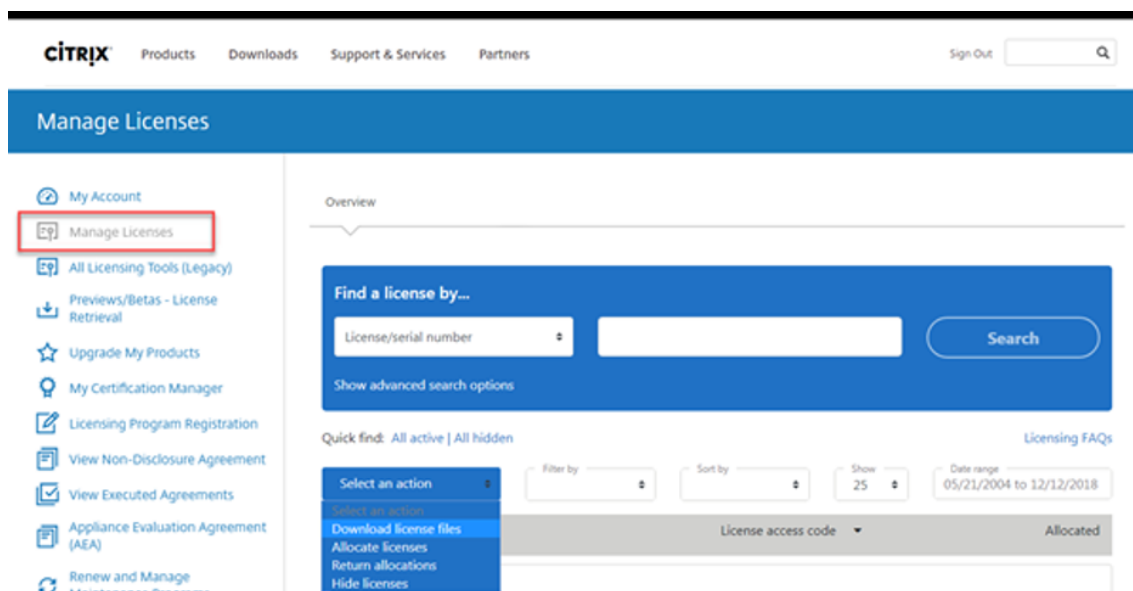 CİTRIX Products Downloads Support & Services Partners Sign Out
Manage Licenses
My Account
Manage Licenses
All Licensing Tools (Legacy)
Previews/Betas - License
Retrieval
Upgrade My Products
My Certification Manager
Licensing Program Registration
View Non-Disclosure Agreement
View Executed Agreements
Appliance Evaluation Agreement
(AEA)
Renew and Manage
Overview
Find a license by...
License/serial number Search
Show advanced search options
Quick find: All active | All hidden Licensing FAQs
Select an action Filter by Sort by Show 25 Date range 05/21/2004 to 12/12/2018
Select an action
Download license files
Allocate licenses
Return allocations
Hide licenses
License access code Allocated